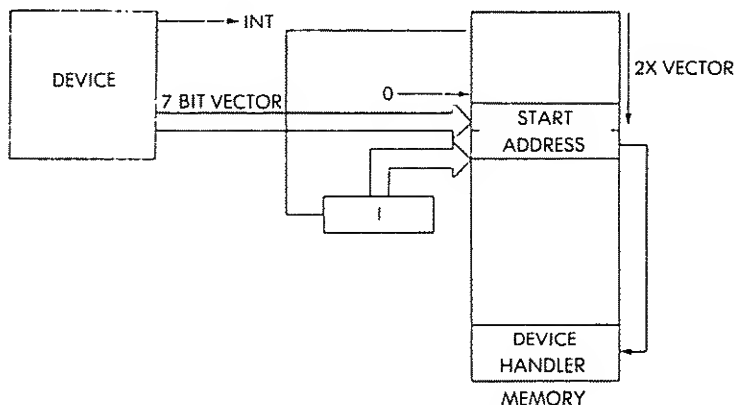 INT
DEVICE
7 BIT VECTOR
0
2X VECTOR
START
ADDRESS
I
DEVICE
HANDLER
MEMORY